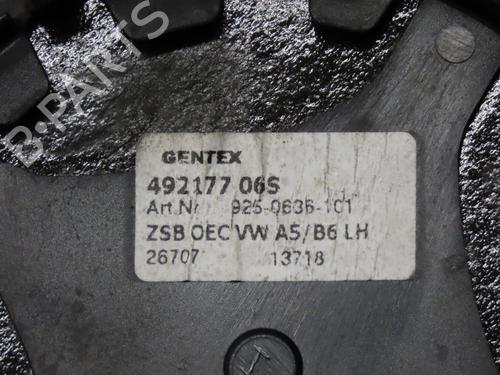 B-PARTS
GENTEX
492177 06S
Art.Nr 925-0636-101
ZSB OEC VW A5/B6 LH
26707 13718